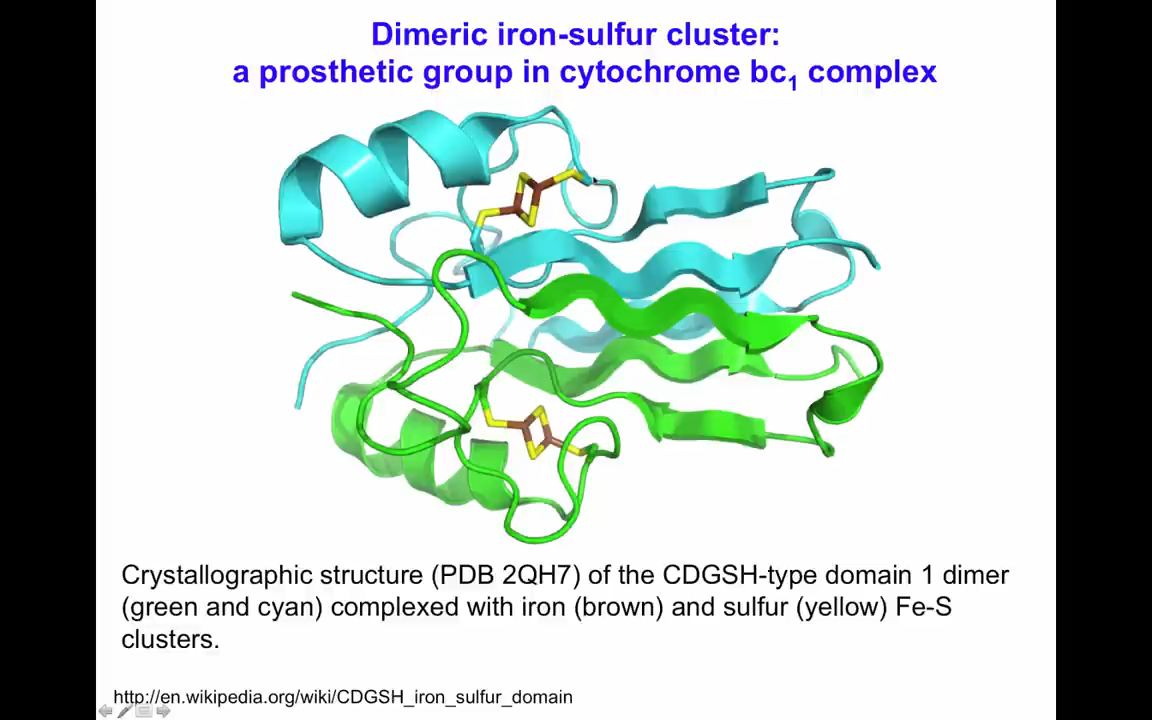 Dimeric iron-sulfur cluster:
a prosthetic group in cytochrome bc1 complex
Crystallographic structure (PDB 2QH7) of the CDGSH-type domain 1 dimer
(green and cyan) complexed with iron (brown) and sulfur (yellow) Fe-S
clusters.
http://en.wikipedia.org/wiki/CDGSH_iron_sulfur_domain